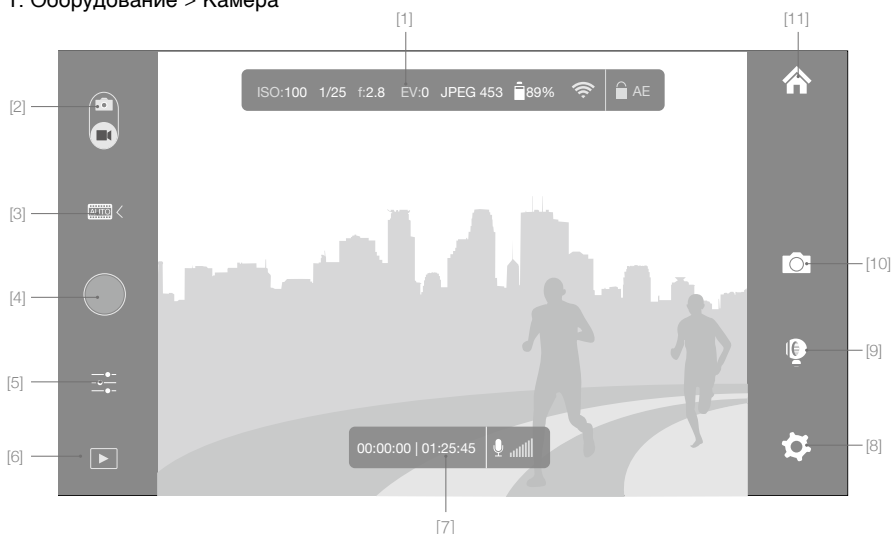 1. Оборудование > Камера
[1]
[11]
ISO:100 1/25 f:2.8 EV:0 JPEG 453 89% AE
[2]
[3]
AUTO
[10]
[4]
[9]
[5]
[6]
00:00:00 | 01:25:45
[8]
[7]